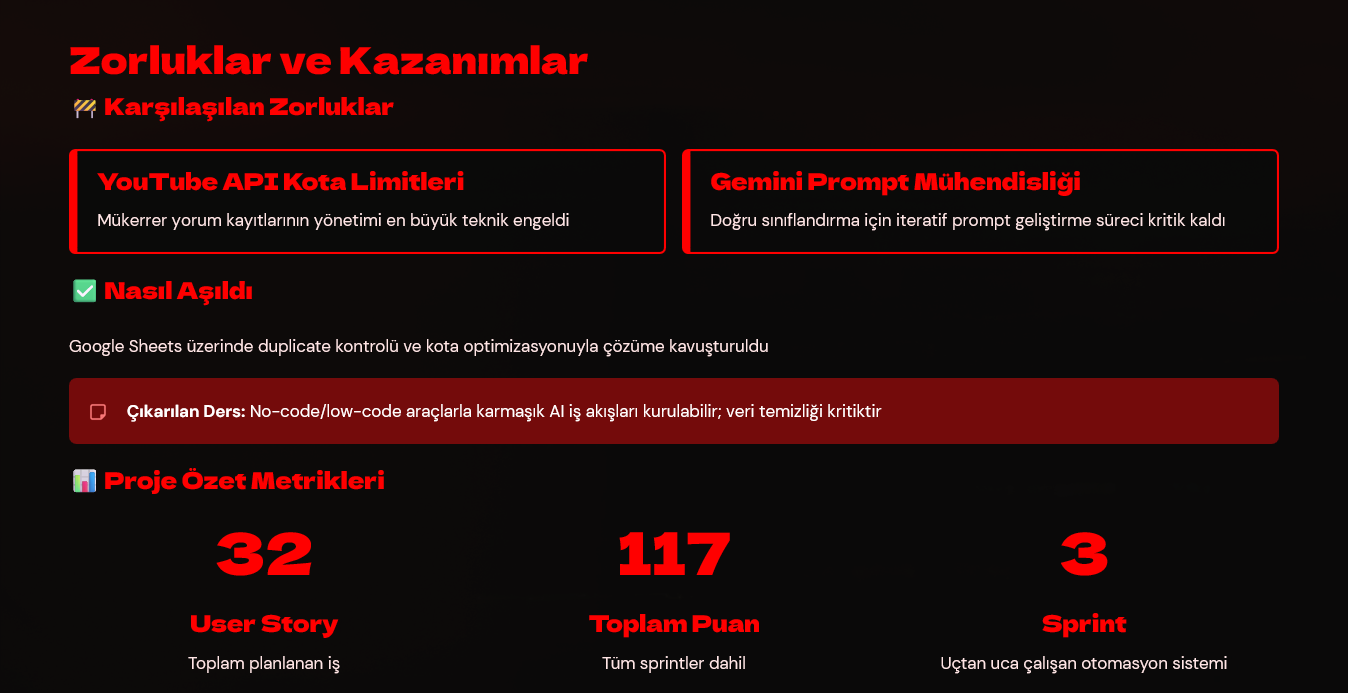 Zorluklar ve Kazanımlar
Karşılaşılan Zorluklar
YouTube API Kota Limitleri
Mükerrer yorum kayıtlarının yönetimi en büyük teknik engeldi
Gemini Prompt Mühendisliği
Doğru sınıflandırma için iteratif prompt geliştirme süreci kritik kaldı
Nasıl Aşıldı
Google Sheets üzerinde duplicate kontrolü ve kota optimizasyonuyla çözüme kavuşturuldu
Çıkarılan Ders: No-code/low-code araçlarla karmaşık AI iş akışları kurulabilir; veri temizliği kritiktir
Proje Özet Metrikleri
32
User Story
Toplam planlanan iş
117
Toplam Puan
Tüm sprintler dahil
3
Sprint
Uçtan uca çalışan otomasyon sistemi